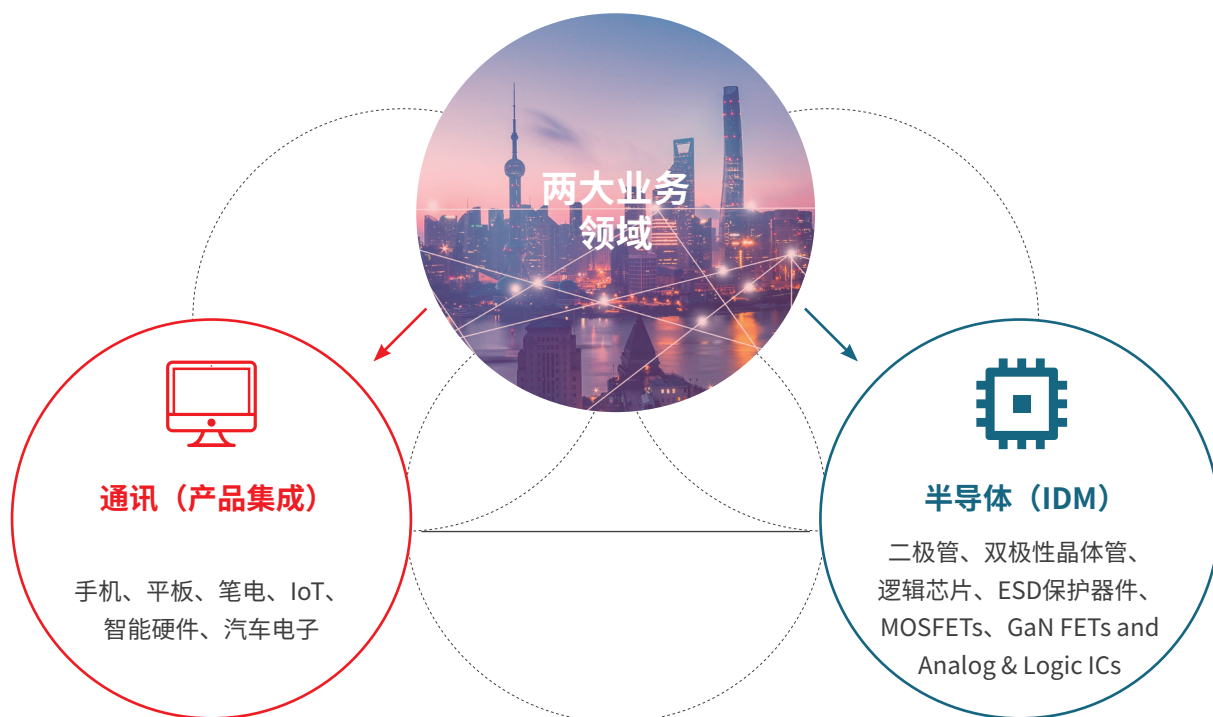 两大业务
领域
通讯（产品集成）
手机、平板、笔电、IoT、
智能硬件、汽车电子
半导体（IDM）
二极管、双极性晶体管、
逻辑芯片、ESD保护器件、
MOSFETs、GaN FETs and
Analog & Logic ICs